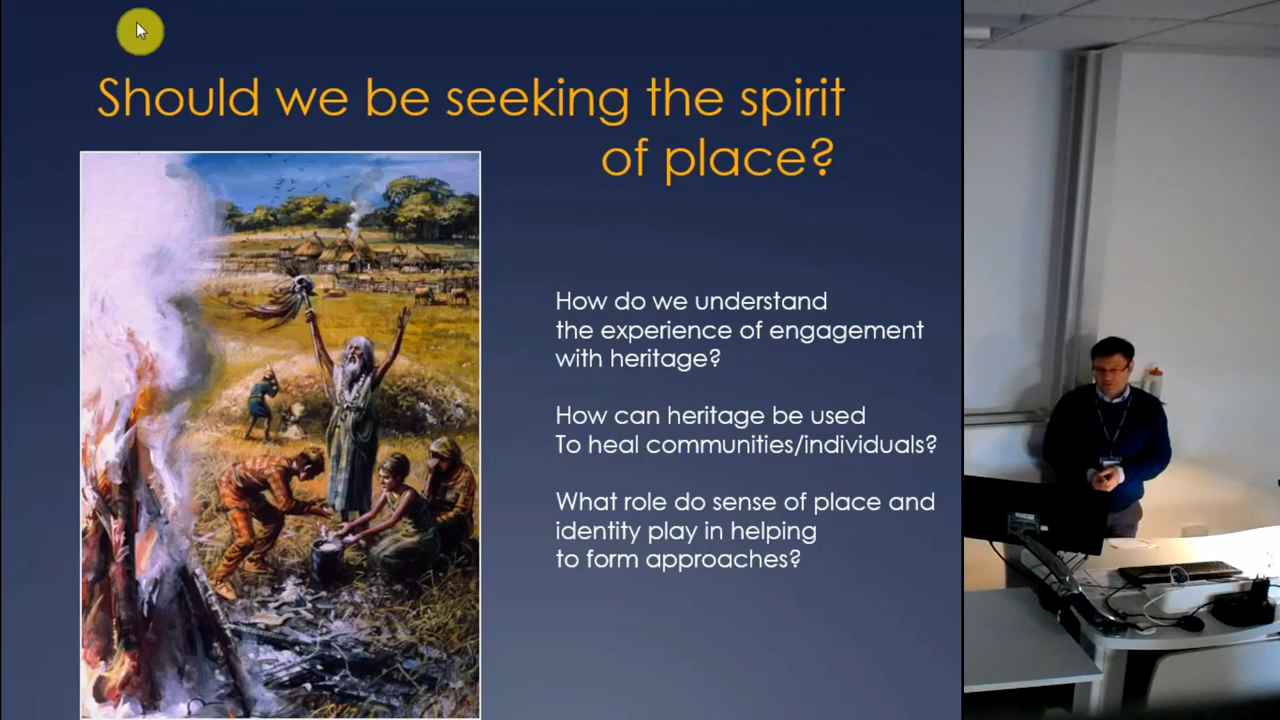 Should we be seeking the spirit
of place?
How do we understand
the experience of engagement
with heritage?
How can heritage be used
To heal communities/individuals?
What role do sense of place and
identity play in helping
to form approaches?